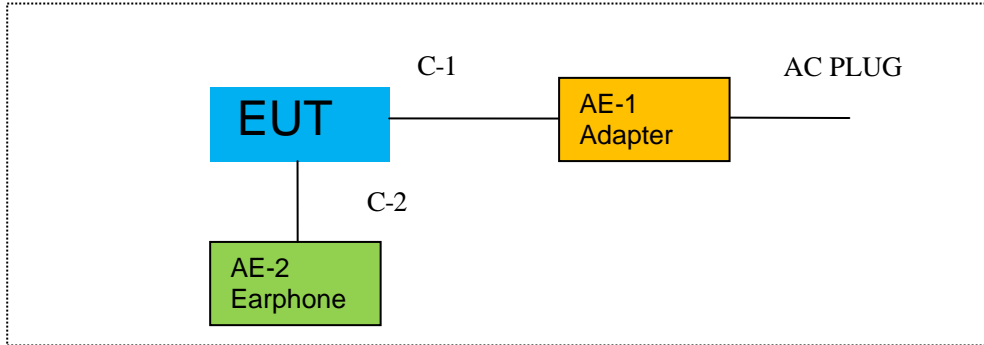 C-1
AC PLUG
EUT
AE-1
Adapter
C-2
AE-2
Earphone